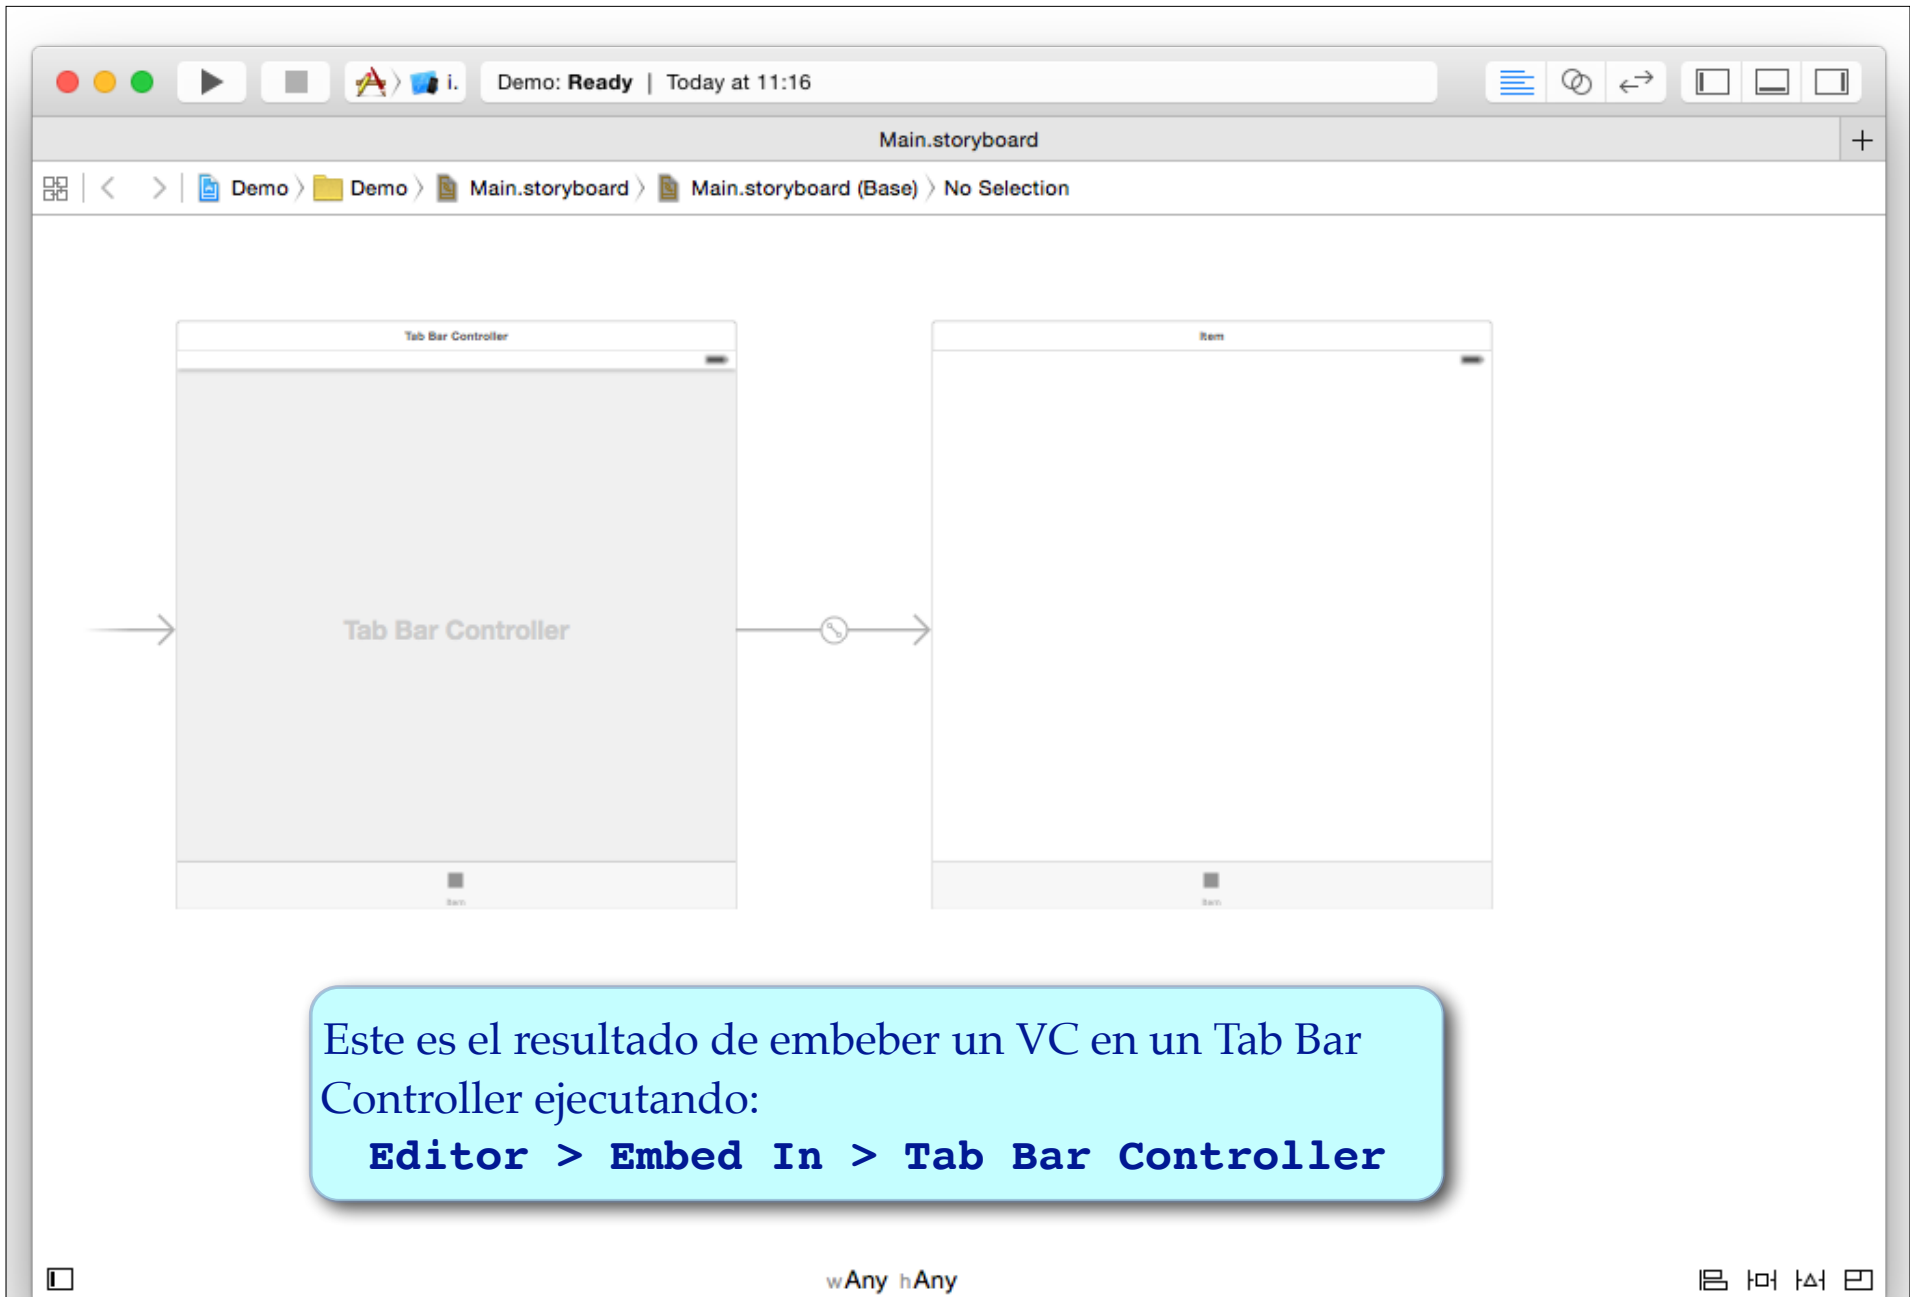 i.
Demo: Ready | Today at 11:16
Main.storyboard
Demo Demo Main.storyboard Main.storyboard (Base) No Selection
Tab Bar Controller
Item
Tab Bar Controller
Item
Item
Este es el resultado de embeber un VC en un Tab Bar
Controller ejecutando:
Editor > Embed In > Tab Bar Controller
wAny hAny